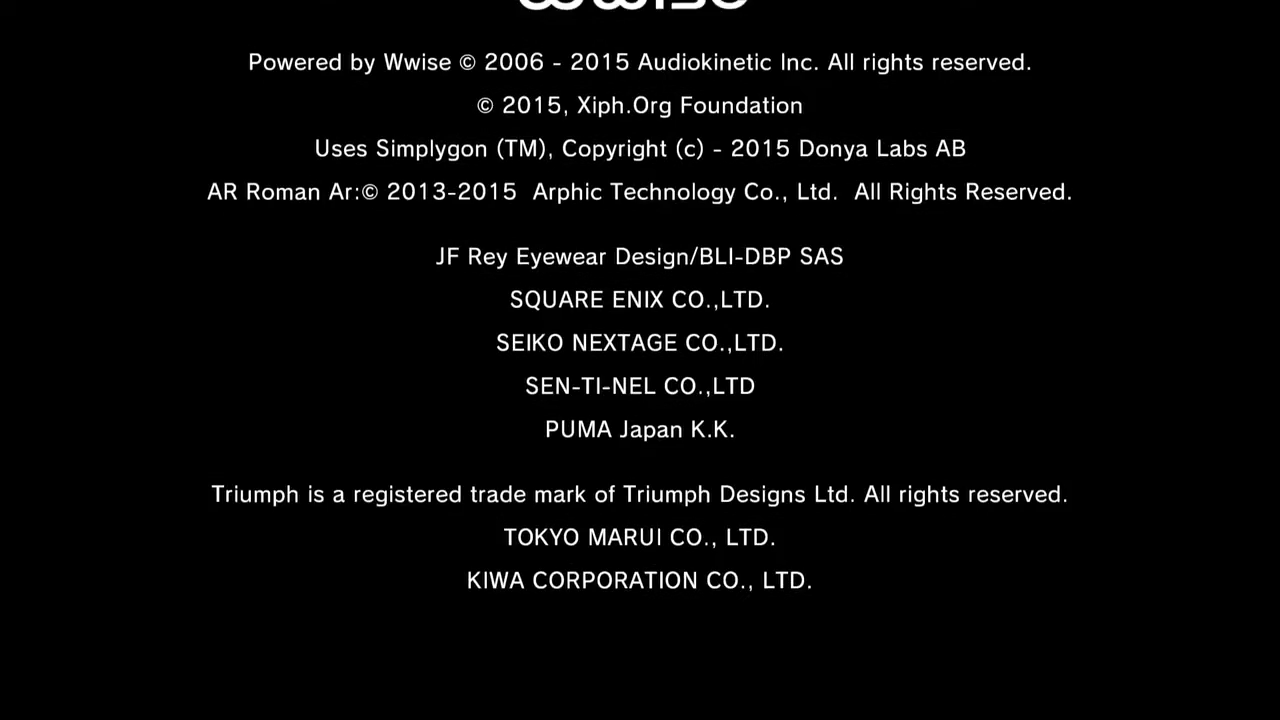 wwise
Powered by Wwise © 2006 - 2015 Audiokinetic Inc. All rights reserved.
© 2015, Xiph.Org Foundation
Uses Simplygon (TM), Copyright (c) - 2015 Donya Labs AB
AR Roman Ar:© 2013-2015  Arphic Technology Co., Ltd.  All Rights Reserved.
JF Rey Eyewear Design/BLI-DBP SAS
SQUARE ENIX CO.,LTD.
SEIKO NEXTAGE CO.,LTD.
SEN-TI-NEL CO.,LTD
PUMA Japan K.K.
Triumph is a registered trade mark of Triumph Designs Ltd. All rights reserved.
TOKYO MARUI CO., LTD.
KIWA CORPORATION CO., LTD.